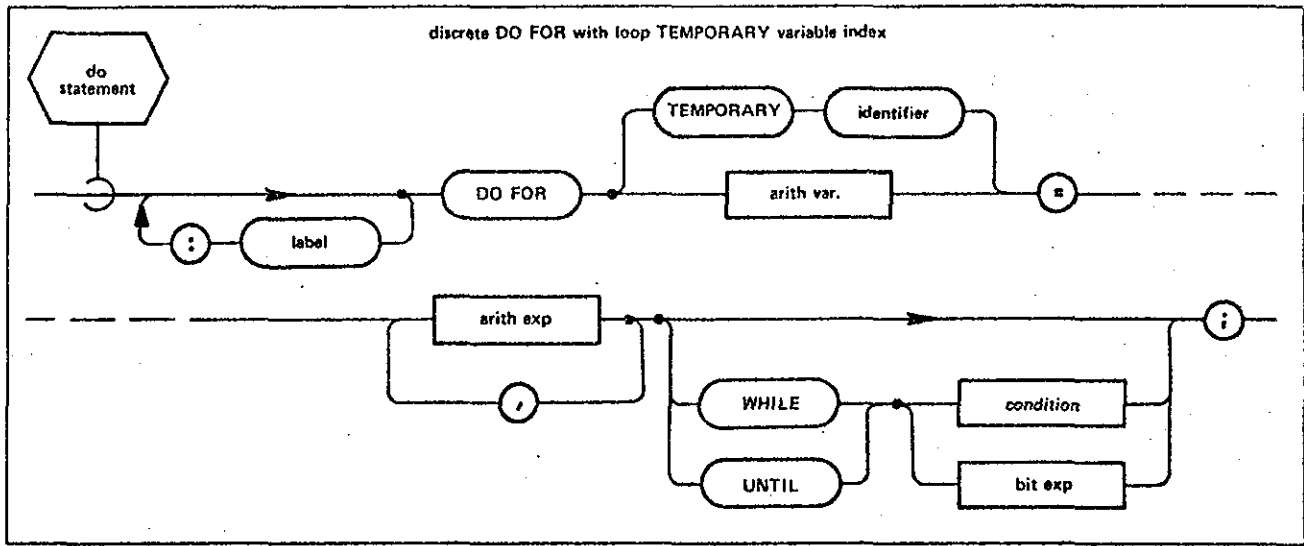 discrete DO FOR with loop TEMPORARY variable index
do
statement
TEMPORARY
identifier
DO FOR
arith var.
=
:
label
arith exp
;
,
WHILE
condition
UNTIL
bit exp